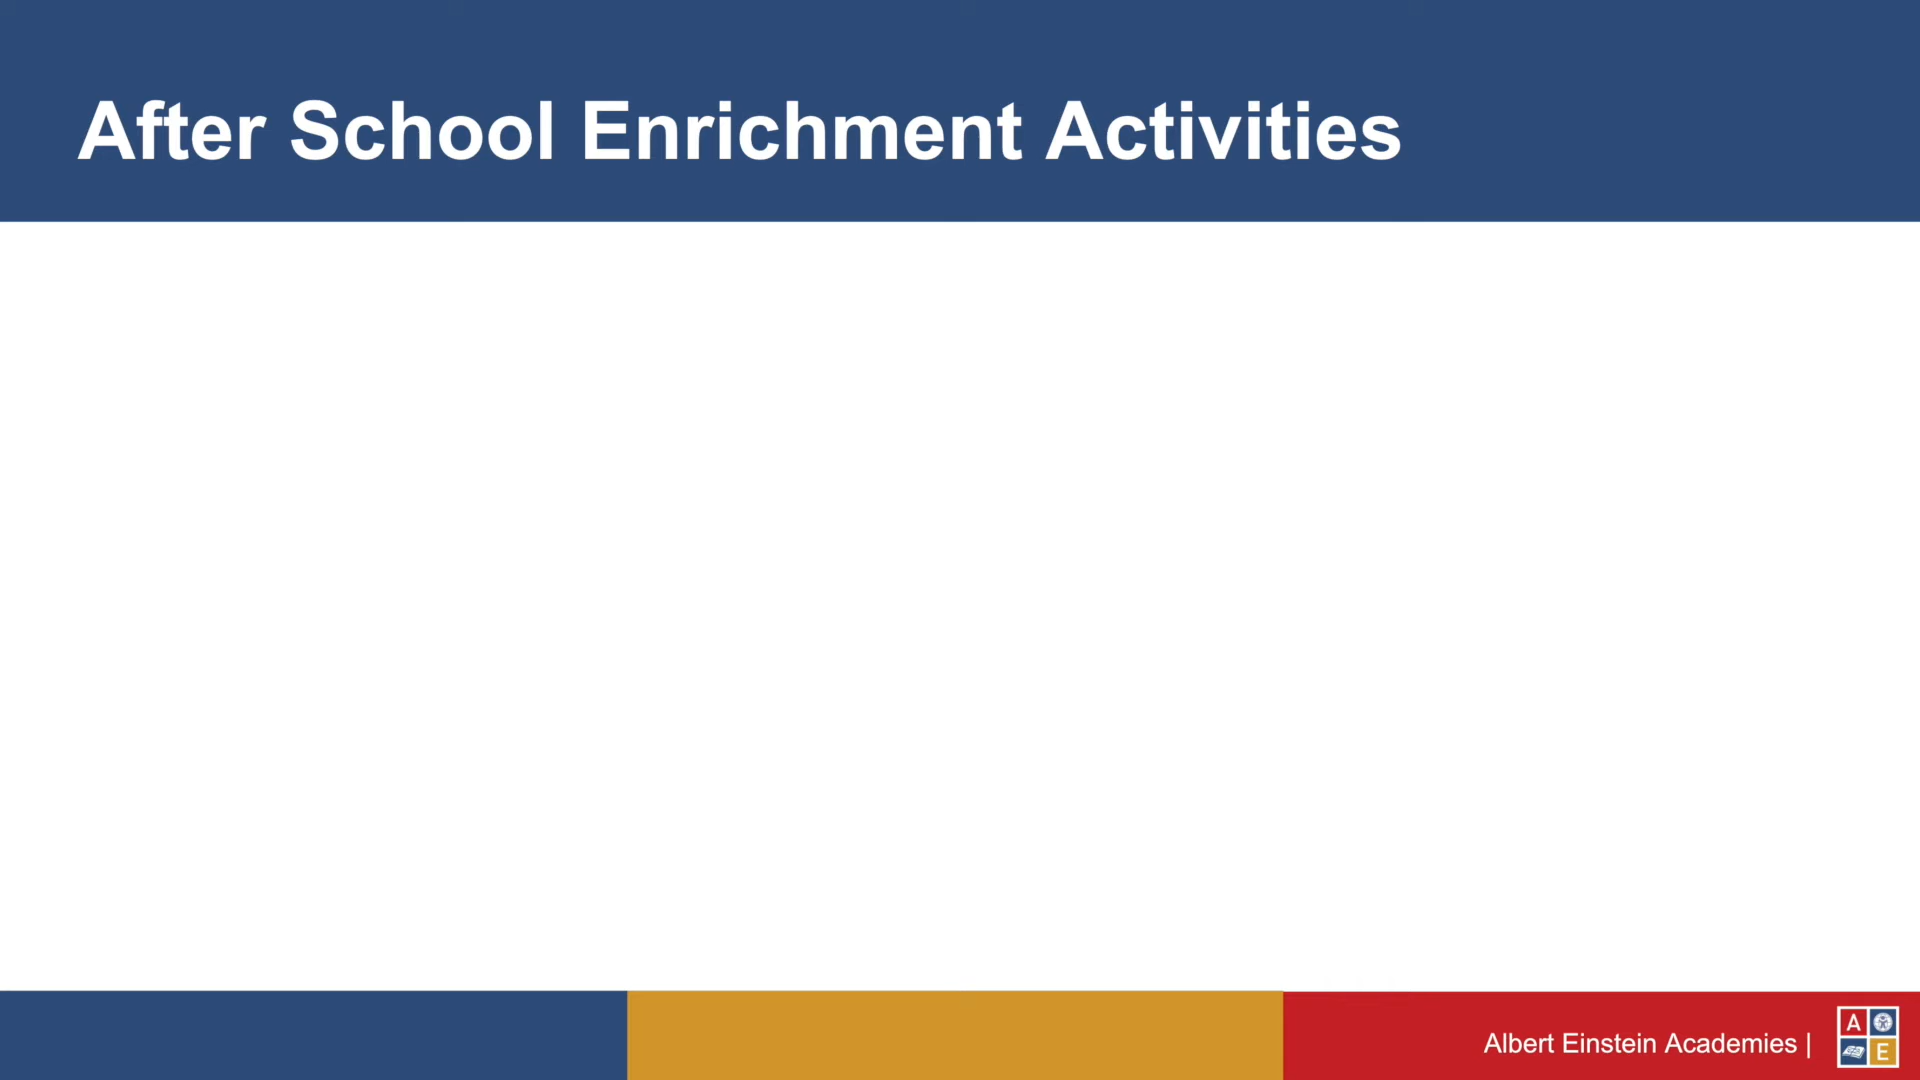 After School Enrichment Activities
Albert Einstein Academies |
A
E